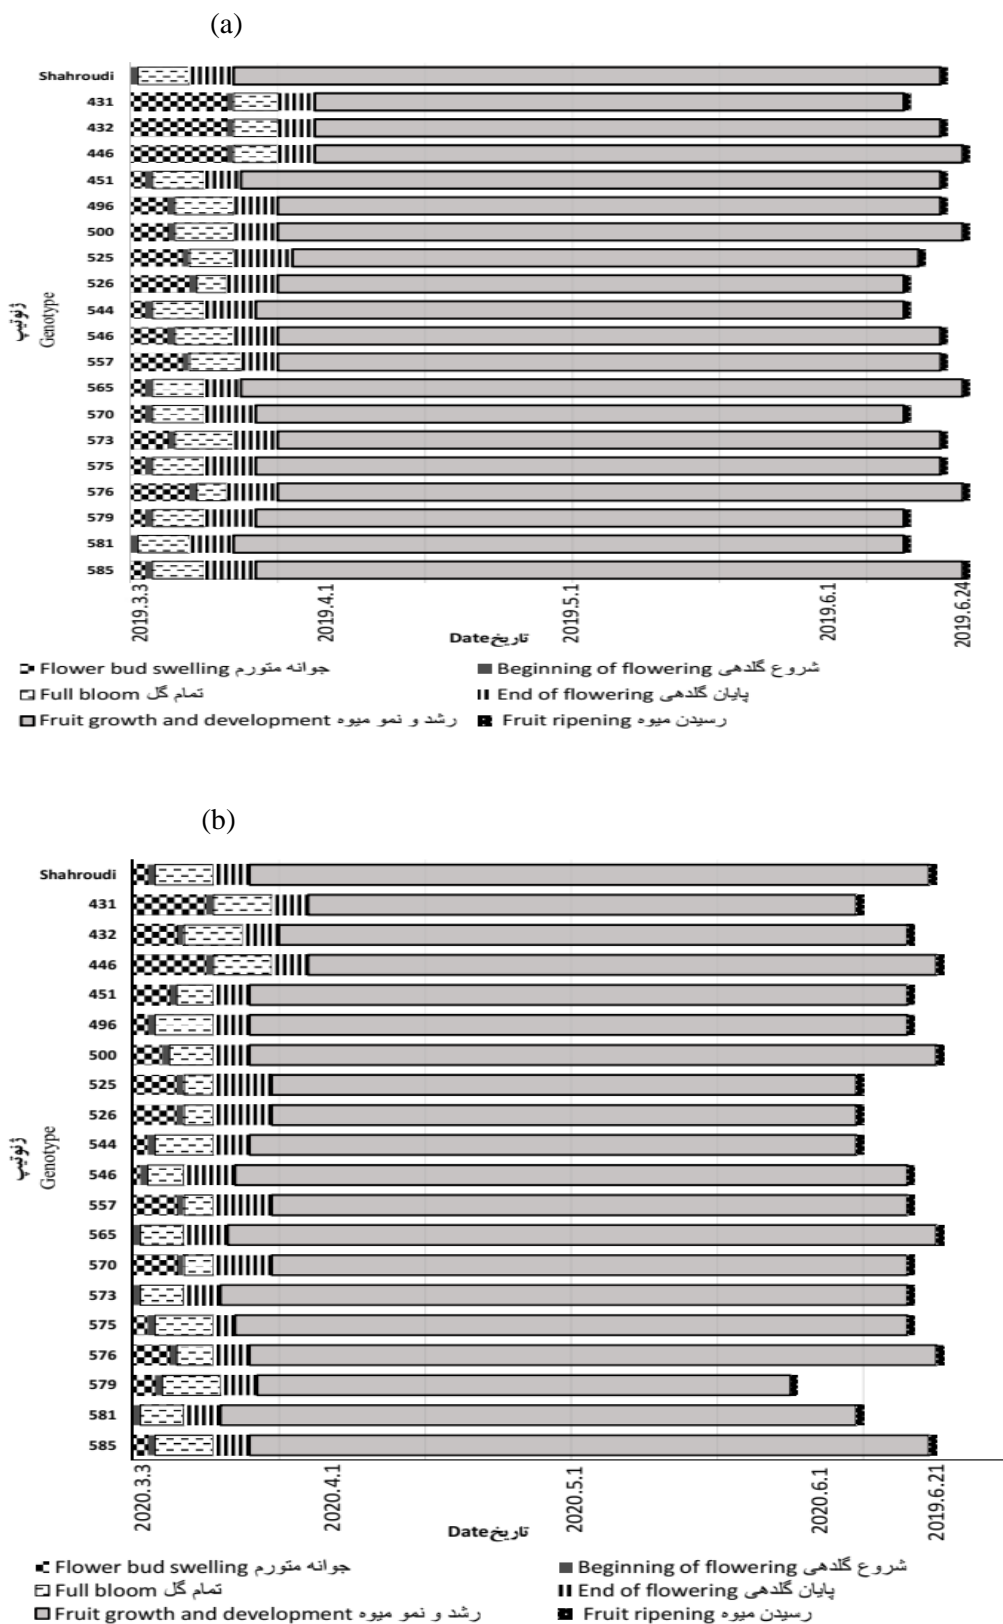 (a)
Shahroudi
431
432
446
451
496
500
525
526
544
546
557
565
570
573
575
576
579
581
585
ژنوتیپ
Genotype
2019.3.3
2019.4.1
2019.5.1
2019.6.1
2019.6.24
Date تاریخ
Flower bud swelling جوانه متورم
Beginning of flowering شروع گلدهی
Full bloom تمام گل
End of flowering پایان گلدهی
Fruit growth and development رشد و نمو میوه
Fruit ripening رسیدن میوه
(b)
Shahroudi
431
432
446
451
496
500
525
526
544
546
557
565
570
573
575
576
579
581
585
ژنوتیپ
Genotype
2020.3.3
2020.4.1
2020.5.1
2020.6.1
2019.6.21
Date تاریخ
Flower bud swelling جوانه متورم
Beginning of flowering شروع گلدهی
Full bloom تمام گل
End of flowering پایان گلدهی
Fruit growth and development رشد و نمو میوه
Fruit ripening رسیدن میوه